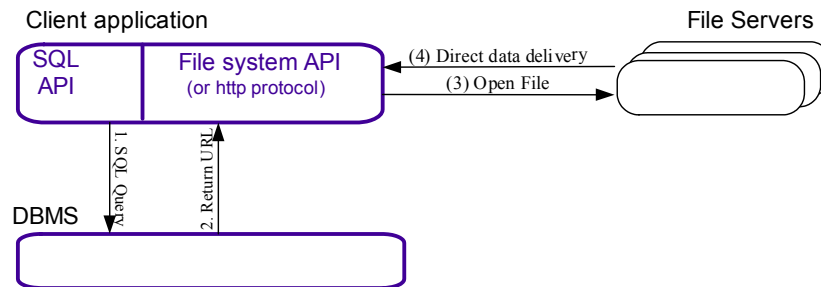 Client application
File Servers
SQL
API
File system API
(or http protocol)
(4) Direct data delivery
(3) Open File
1. SQL Query
2. Return URL
DBMS